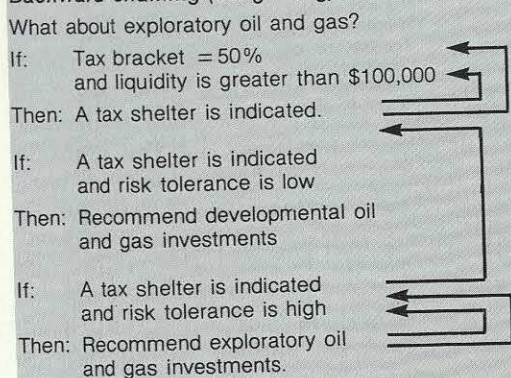 What about exploratory oil and gas?
If: Tax bracket = 50%
and liquidity is greater than $100,000
Then: A tax shelter is indicated.
If: A tax shelter is indicated
and risk tolerance is low
Then: Recommend developmental oil
and gas investments
If: A tax shelter is indicated
and risk tolerance is high
Then: Recommend exploratory oil
and gas investments.